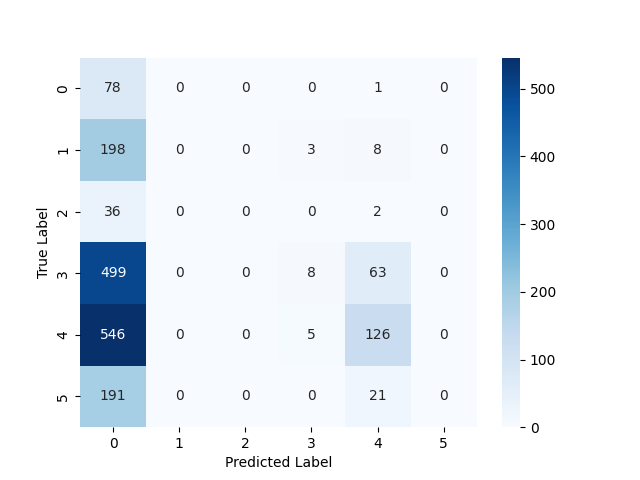 0 78 0 0 0 1 0
1 198 0 0 3 8 0
2 36 0 0 0 2 0
3 499 0 0 8 63 0
4 546 0 0 5 126 0
5 191 0 0 0 21 0
0 1 2 3 4 5
True Label
Predicted Label
500
400
300
200
100
0